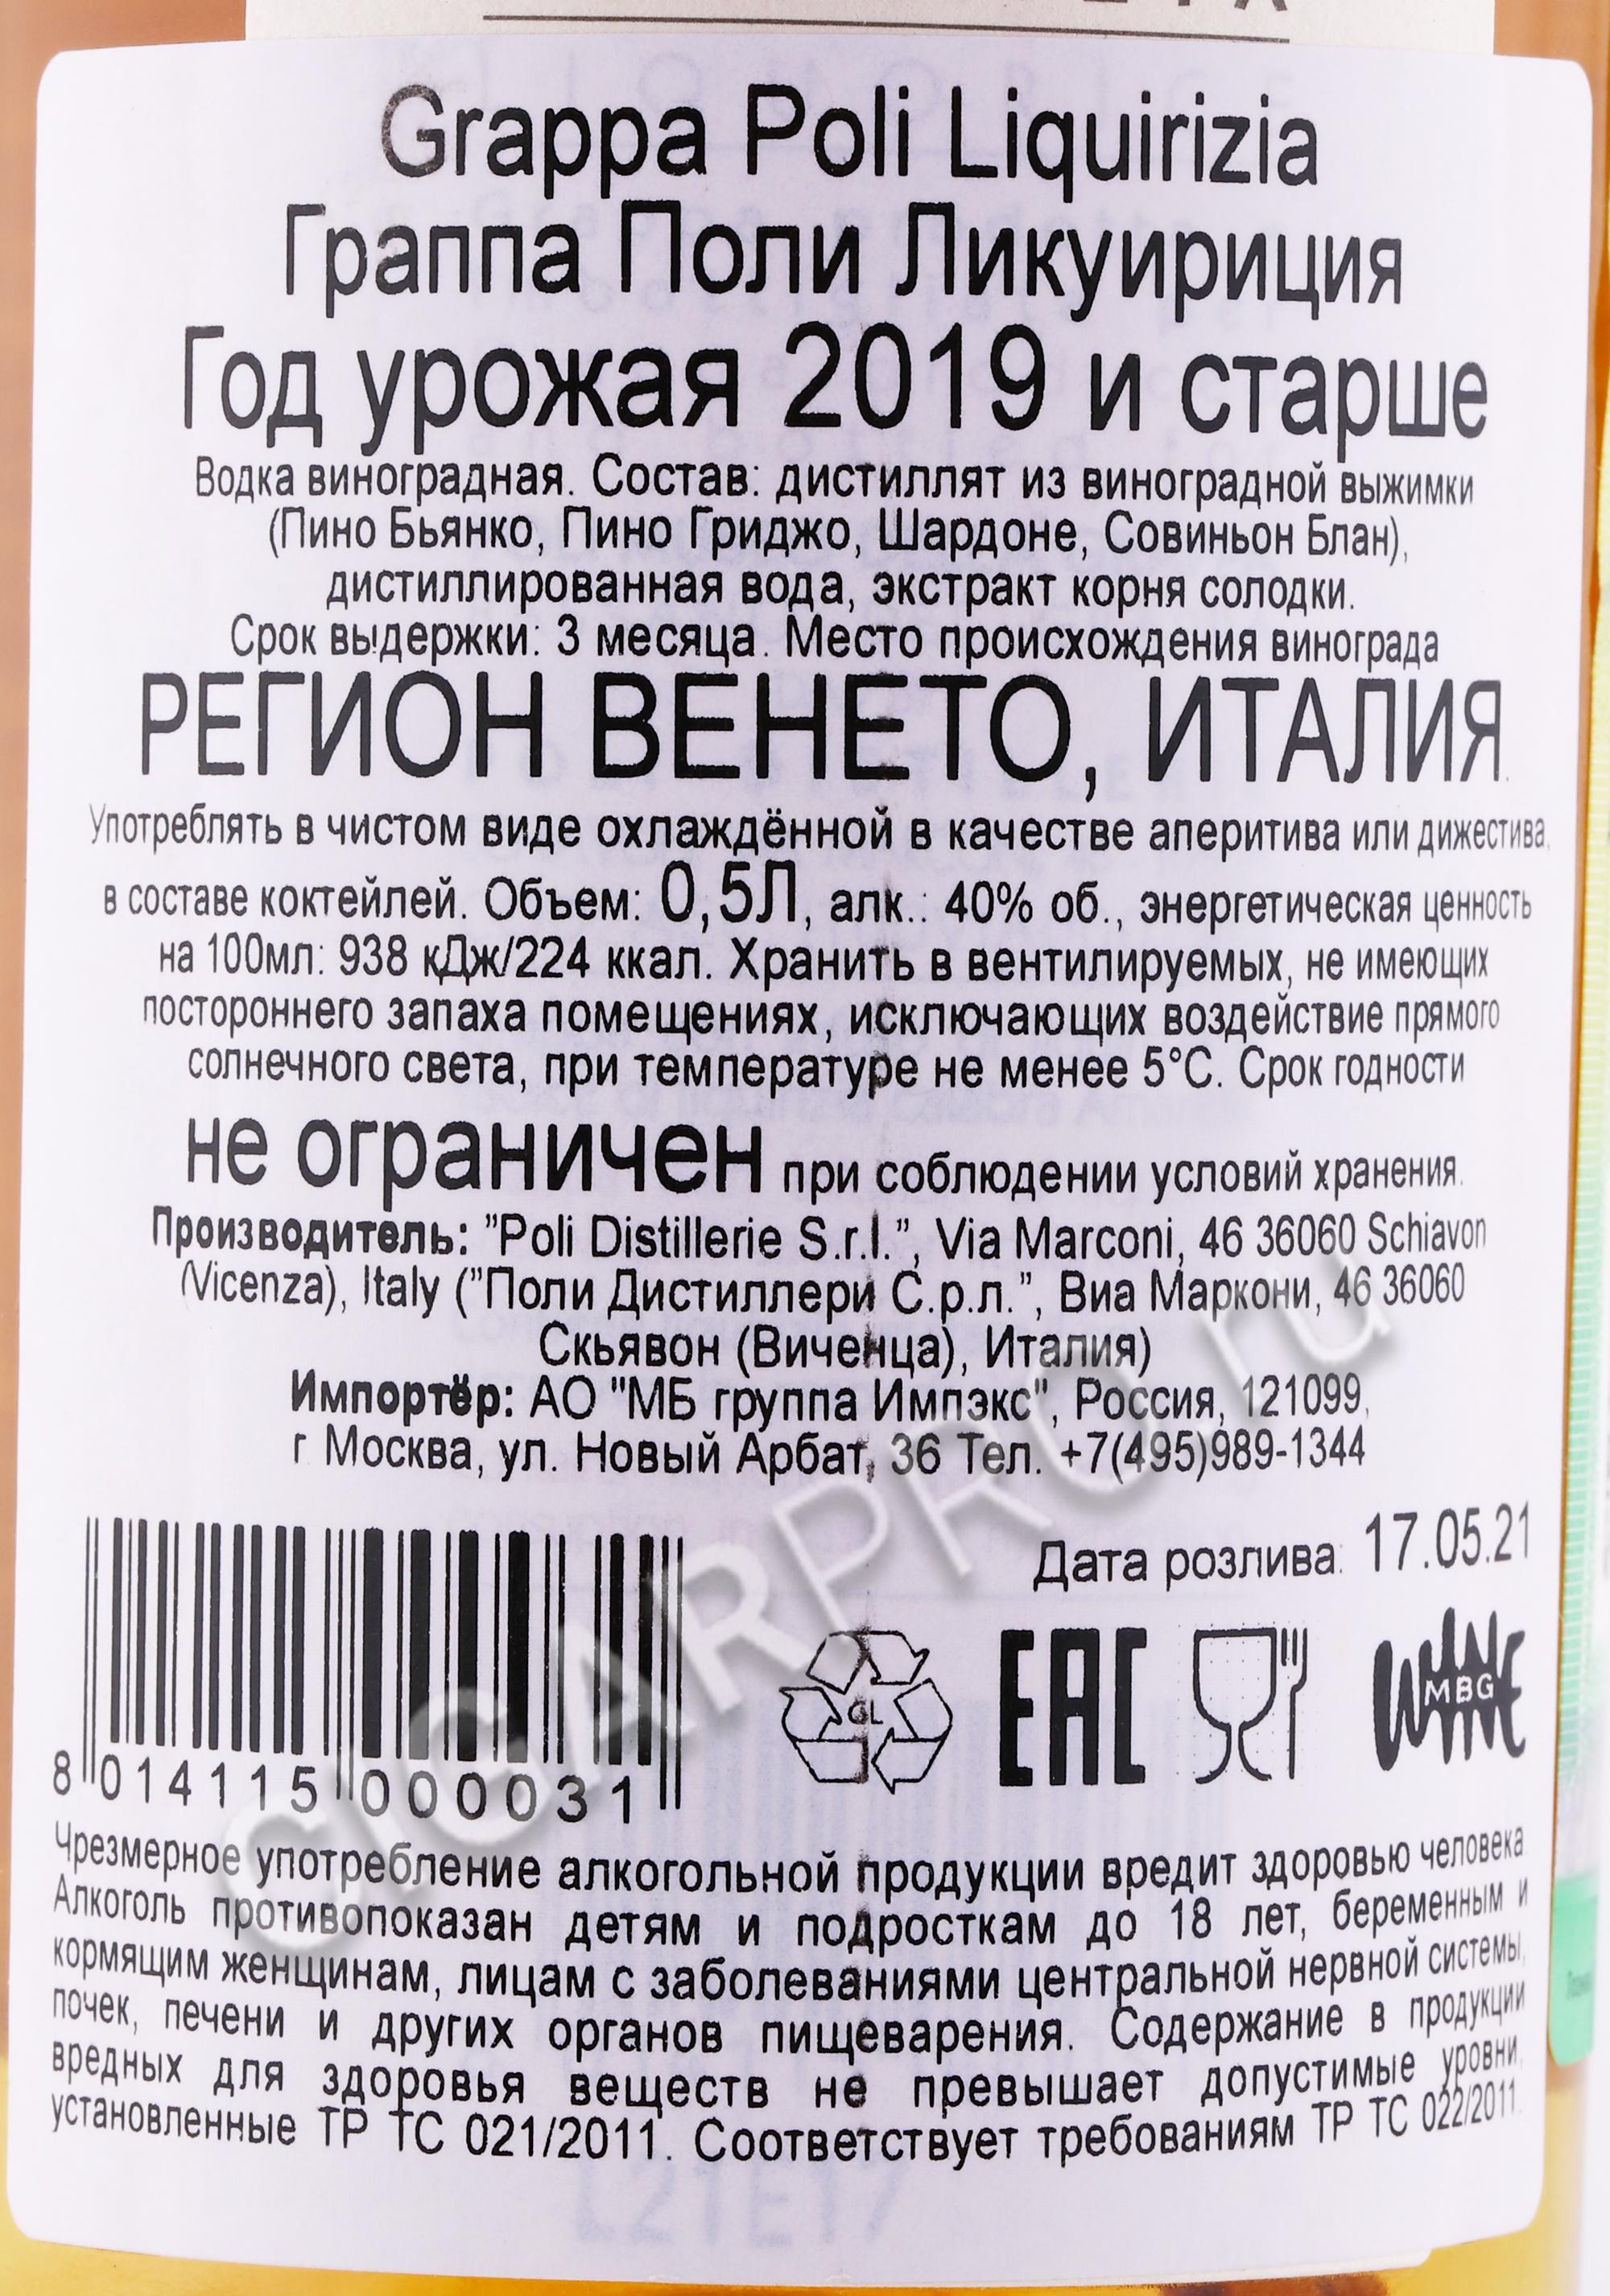 Grappa Poli Liquirizia
Граппа Поли Ликуириция
Год урожая 2019 и старше
Водка виноградная. Состав: дистиллят из виноградной выжимки
(Пино Бьянко, Пино Гриджо, Шардоне, Совиньон Блан),
дистиллированная вода, экстракт корня солодки.
Срок выдержки: 3 месяца. Место происхождения винограда
РЕГИОН ВЕНЕТО, ИТАЛИЯ.
Употреблять в чистом виде охлаждённой в качестве аперитива или дижестива,
в составе коктейлей. Объем: 0,5Л, алк.: 40% об., энергетическая ценность
на 100мл: 938 кДж/224 ккал. Хранить в вентилируемых, не имеющих
постороннего запаха помещениях, исключающих воздействие прямого
солнечного света, при температуре не менее 5°С. Срок годности
не ограничен при соблюдении условий хранения.
Производитель: "Poli Distillerie S.r.l.", Via Marconi, 46 36060 Schiavon
(Vicenza), Italy ("Поли Дистиллери С.р.л.", Виа Маркони, 46 36060
Скьявон (Виченца), Италия)
Импортёр: АО "МБ группа Импэкс", Россия, 121099,
г Москва, ул. Новый Арбат, 36 Тел. +7(495)989-1344
Дата розлива: 17.05.21
GL
EAC
WINE
MBG
8 014115 000031
CIGARPRO.ru
Чрезмерное употребление алкогольной продукции вредит здоровью человека
Алкоголь противопоказан детям и подросткам до 18 лет, беременным и
кормящим женщинам, лицам с заболеваниями центральной нервной системы,
почек, печени и других органов пищеварения. Содержание в продукции
вредных для здоровья веществ не превышает допустимые уровни,
установленные ТР ТС 021/2011. Соответствует требованиям ТР ТС 022/2011.
L21E17